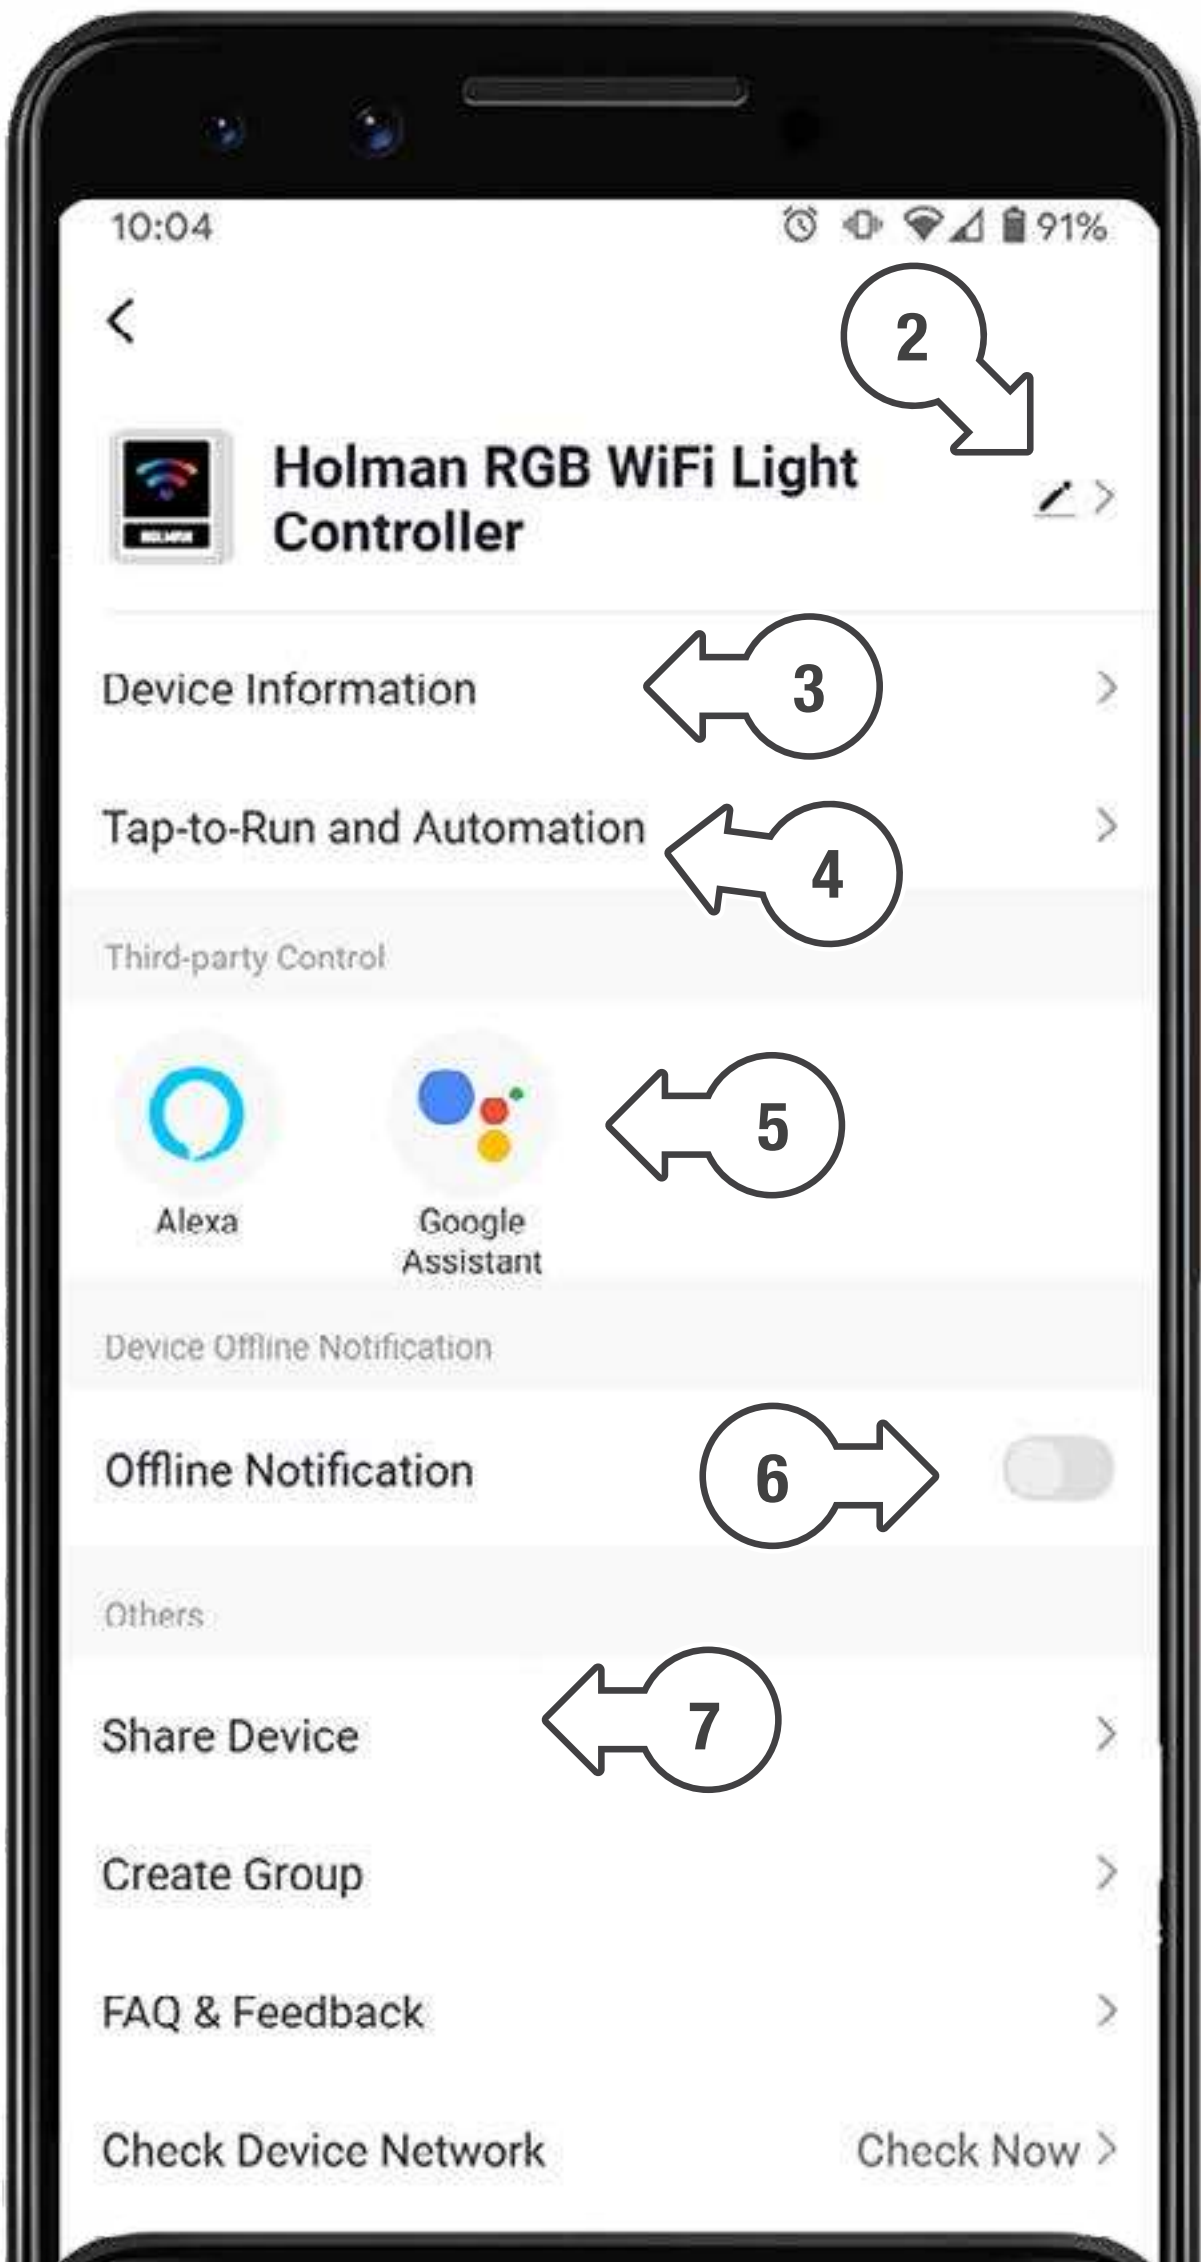 10:04
91%
2
Holman RGB WiFi Light
Controller
HOLMAN
Device Information
3
Tap-to-Run and Automation
4
Third-party Control
5
Alexa
Google
Assistant
Device Offline Notification
Offline Notification
6
Others
Share Device
7
Create Group
FAQ & Feedback
Check Device Network
Check Now